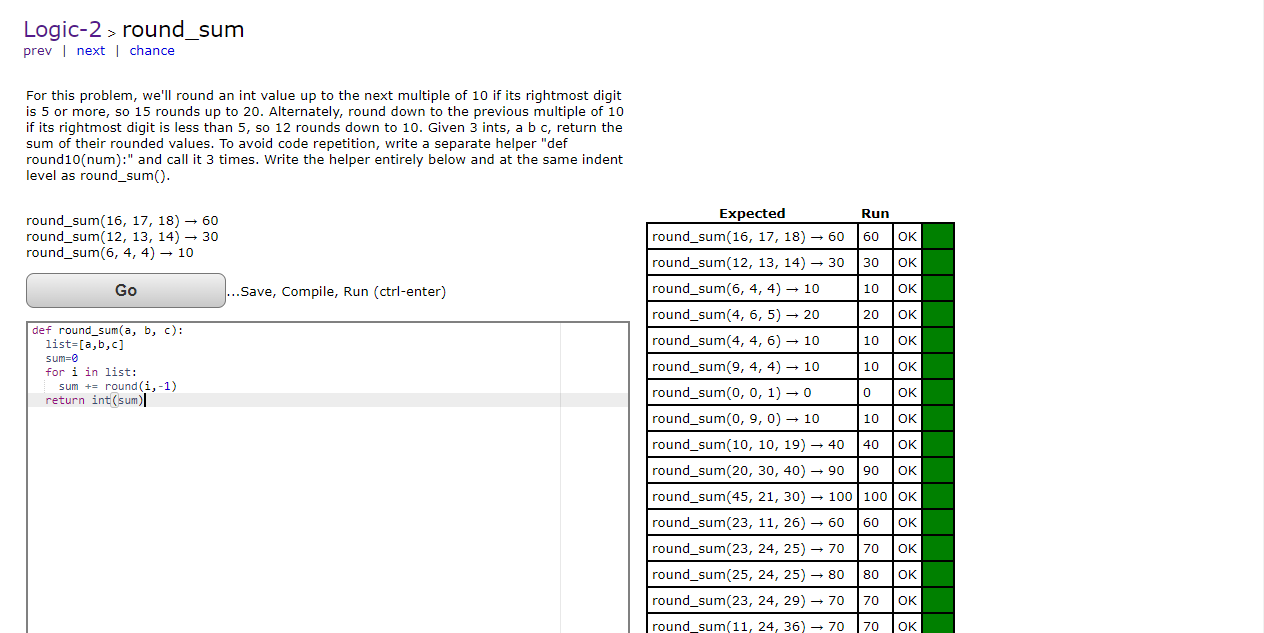 Logic-2 > round_sum
prev | next | chance
For this problem, we'll round an int value up to the next multiple of 10 if its rightmost digit
is 5 or more, so 15 rounds up to 20. Alternately, round down to the previous multiple of 10
if its rightmost digit is less than 5, so 12 rounds down to 10. Given 3 ints, a b c, return the
sum of their rounded values. To avoid code repetition, write a separate helper "def
round10(num):" and call it 3 times. Write the helper entirely below and at the same indent
level as round_sum().
round_sum(16, 17, 18) → 60
round_sum(12, 13, 14) → 30
round_sum(6, 4, 4) → 10
Go ...Save, Compile, Run (ctrl-enter)
def round_sum(a, b, c):
  list=[a,b,c]
  sum=0
  for i in list:
    sum += round(i,-1)
  return int(sum)
Expected Run
round_sum(16, 17, 18) → 60 60 OK
round_sum(12, 13, 14) → 30 30 OK
round_sum(6, 4, 4) → 10 10 OK
round_sum(4, 6, 5) → 20 20 OK
round_sum(4, 4, 6) → 10 10 OK
round_sum(9, 4, 4) → 10 10 OK
round_sum(0, 0, 1) → 0 0 OK
round_sum(0, 9, 0) → 10 10 OK
round_sum(10, 10, 19) → 40 40 OK
round_sum(20, 30, 40) → 90 90 OK
round_sum(45, 21, 30) → 100 100 OK
round_sum(23, 11, 26) → 60 60 OK
round_sum(23, 24, 25) → 70 70 OK
round_sum(25, 24, 25) → 80 80 OK
round_sum(23, 24, 29) → 70 70 OK
round_sum(11, 24, 36) → 70 70 OK